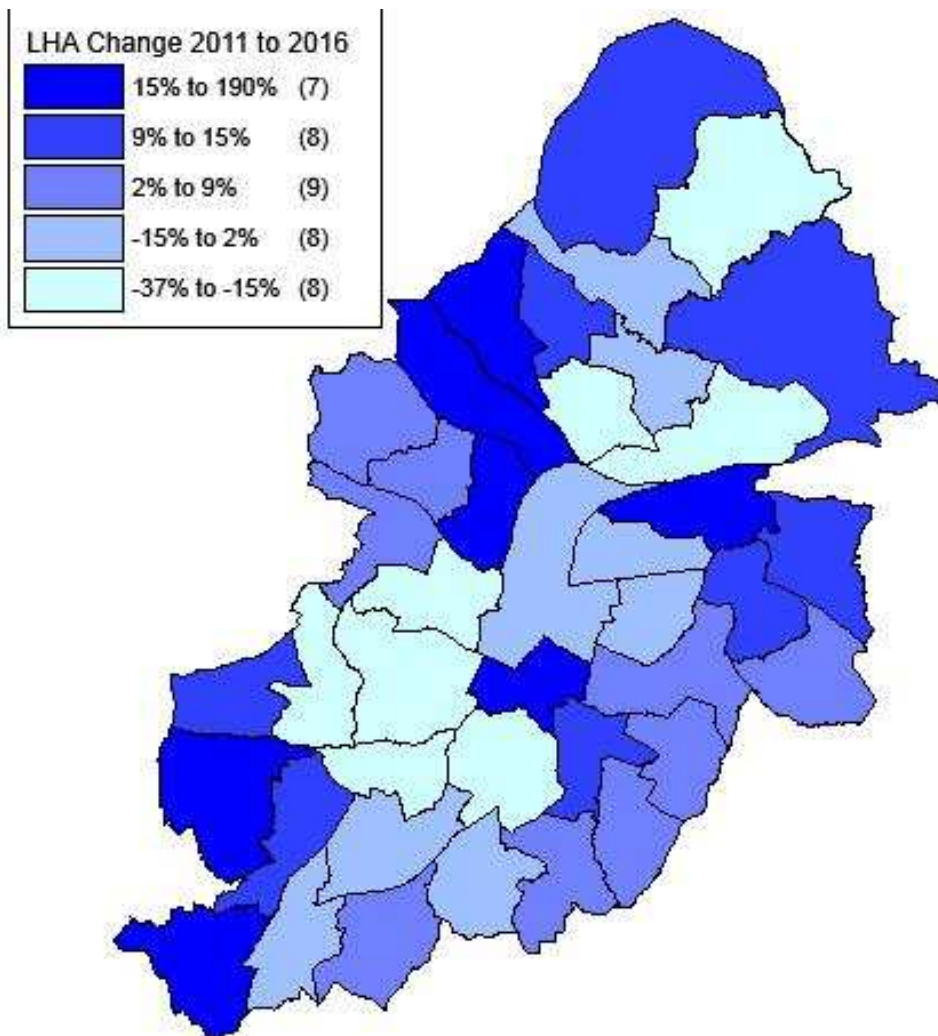 LHA Change 2011 to 2016
15% to 190% (7)
9% to 15% (8)
2% to 9% (9)
-15% to 2% (8)
-37% to -15% (8)